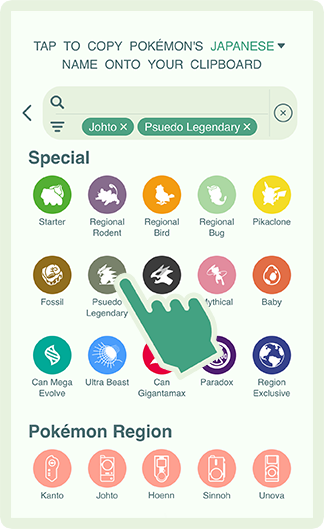 TAP TO COPY POKÉMON'S JAPANESE
NAME ONTO YOUR CLIPBOARD
Johto Psuedo Legendary
Special
Starter Regional Rodent Regional Bird Regional Bug Pikaclone
Fossil Psuedo Legendary Mythical Baby
Can Mega Evolve Ultra Beast Can Gigantamax Paradox Region Exclusive
Pokémon Region
Kanto Johto Hoenn Sinnoh Unova